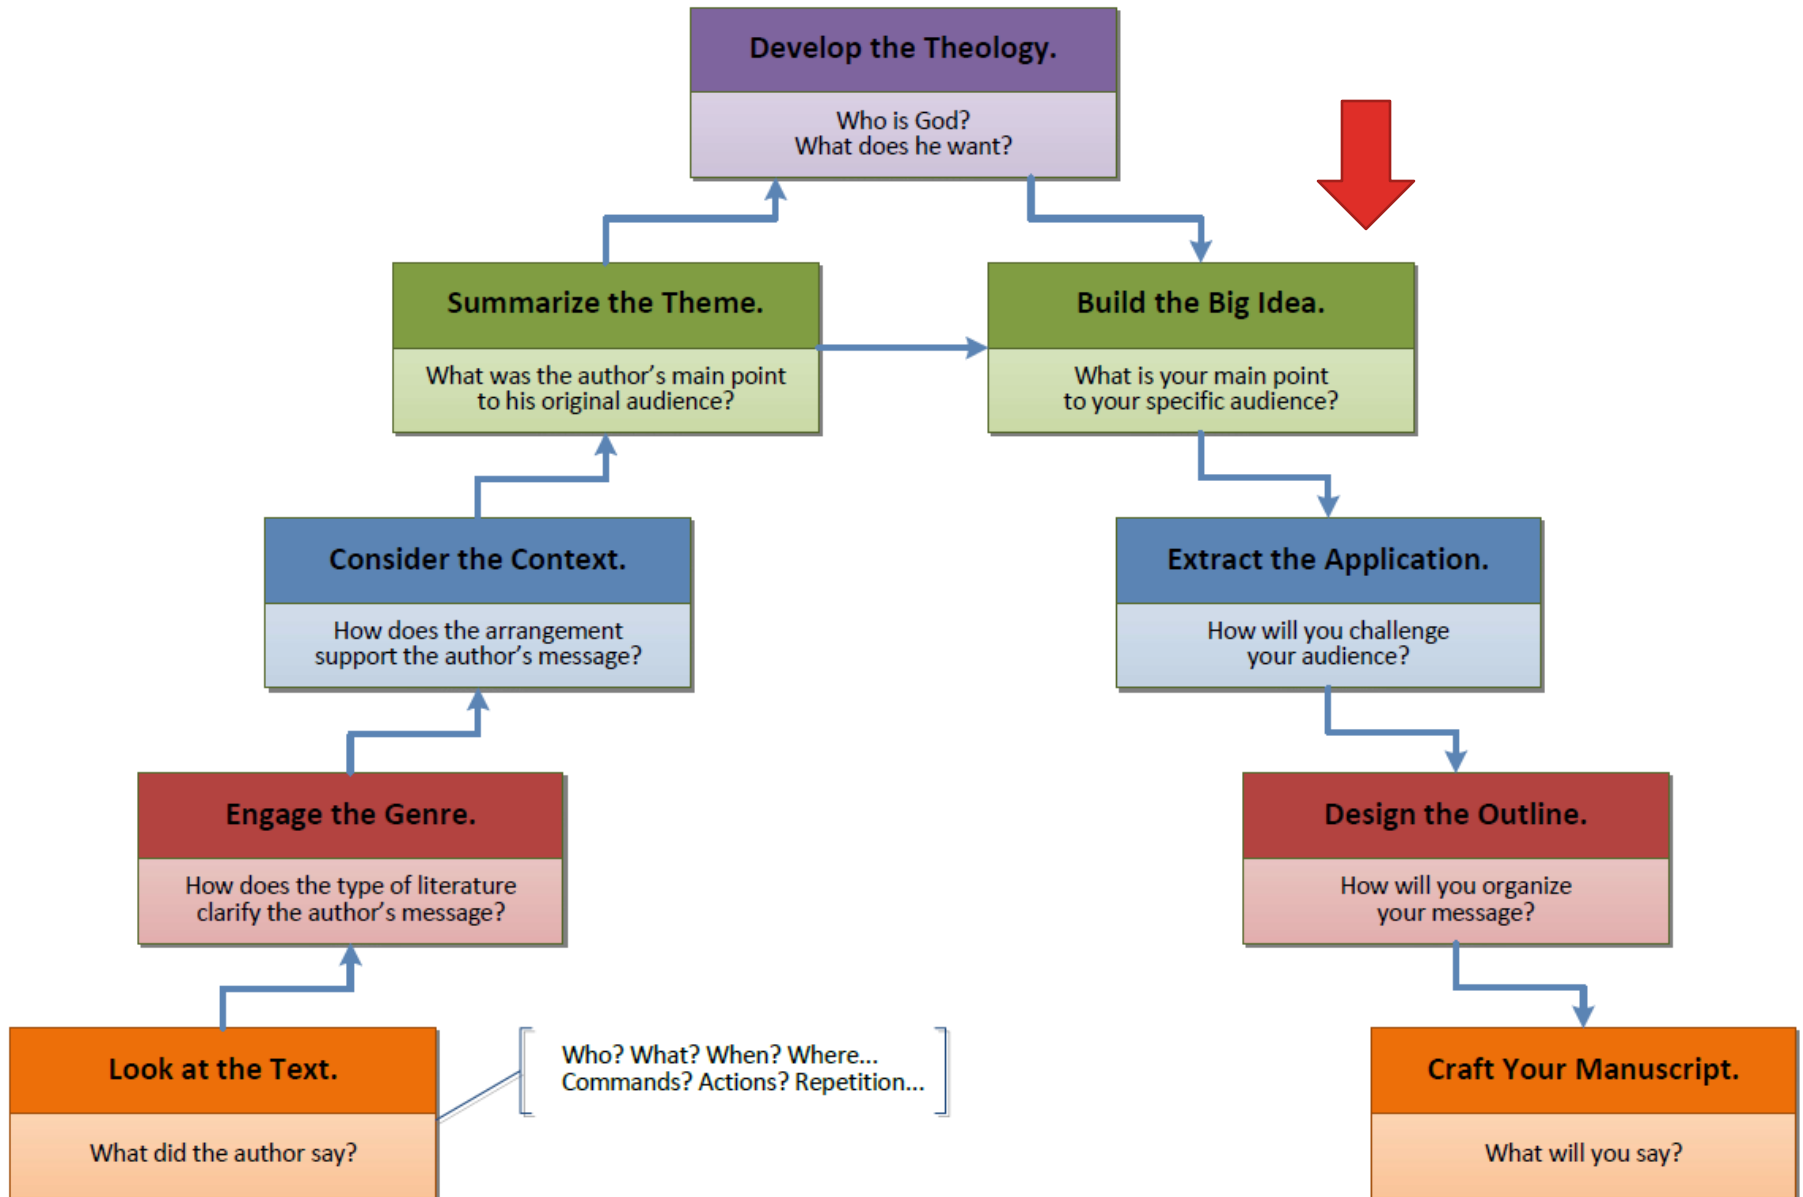 Develop the Theology.
Who is God?
What does he want?
Summarize the Theme.
What was the author's main point
to his original audience?
Build the Big Idea.
What is your main point
to your specific audience?
Consider the Context.
How does the arrangement
support the author's message?
Extract the Application.
How will you challenge
your audience?
Engage the Genre.
How does the type of literature
clarify the author's message?
Design the Outline.
How will you organize
your message?
Look at the Text.
What did the author say?
Who? What? When? Where...
Commands? Actions? Repetition...
Craft Your Manuscript.
What will you say?